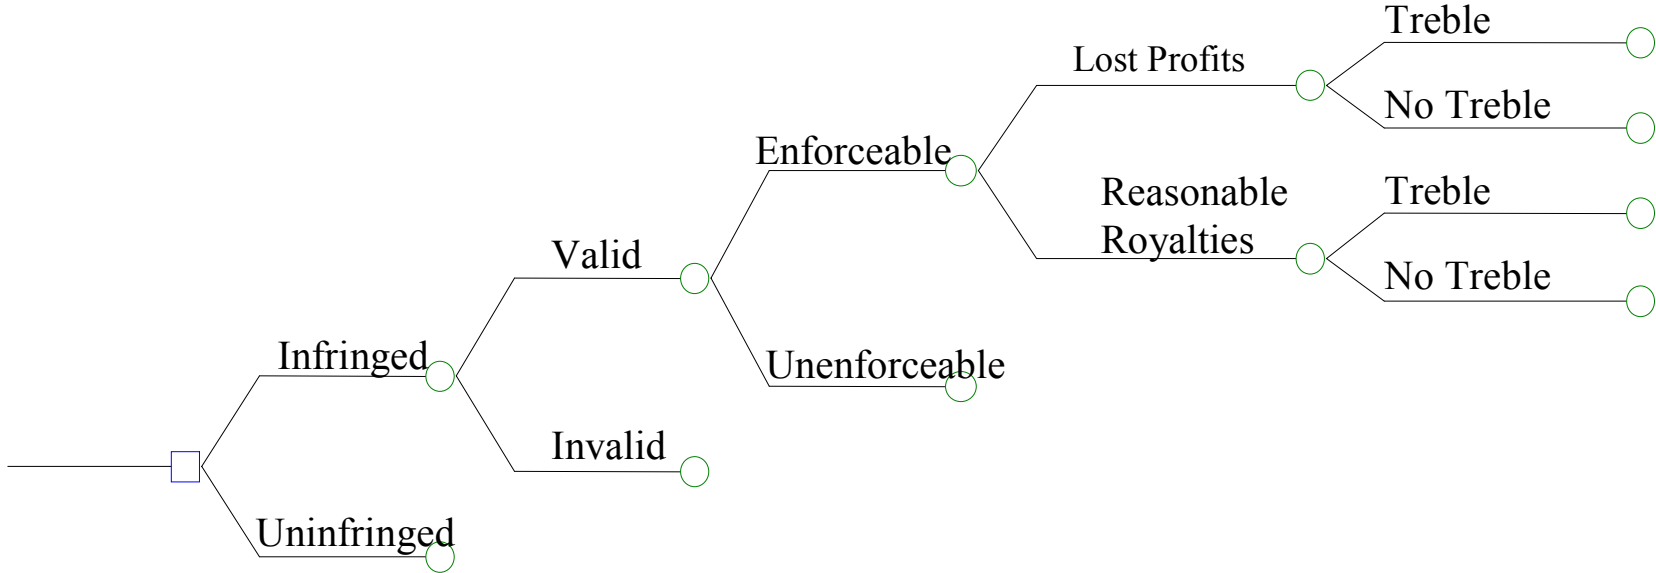 Treble
Lost Profits
No Treble
Enforceable
Reasonable
Royalties
Treble
No Treble
Valid
Unenforceable
Infringed
Invalid
Uninfringed